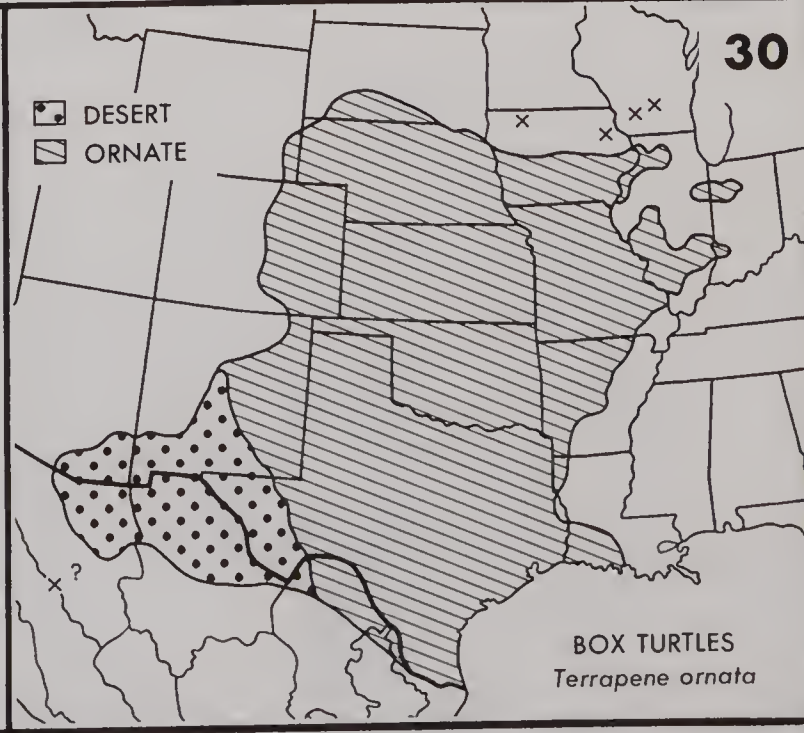 30
DESERT
ORNATE
x x x x
x ?
BOX TURTLES
Terrapene ornata